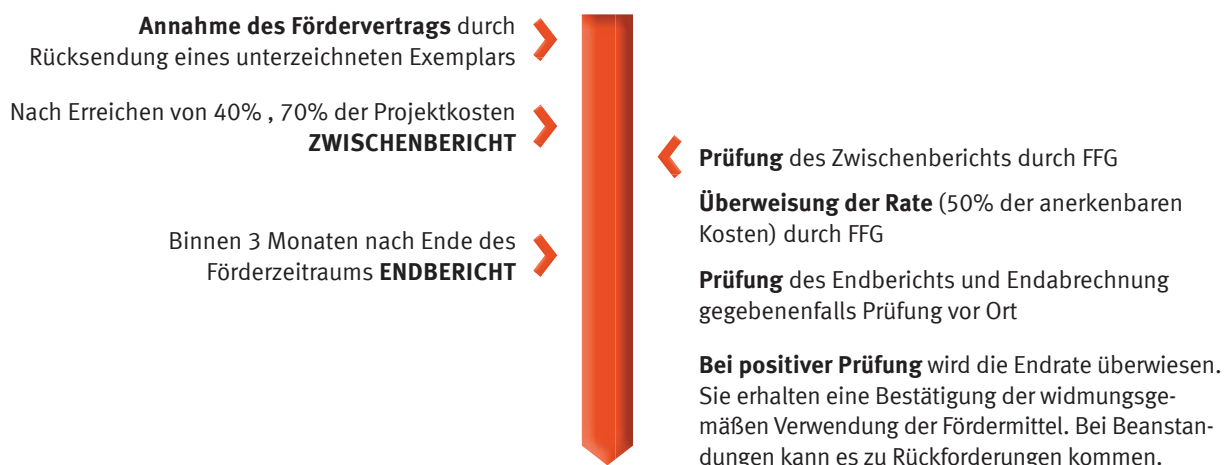 Annahme des Fördervertrags durch
Rücksendung eines unterzeichneten Exemplars
Nach Erreichen von 40% , 70% der Projektkosten
ZWISCHENBERICHT
Binnen 3 Monaten nach Ende des
Förderzeitraums ENDBERICHT
Prüfung des Zwischenberichts durch FFG
Überweisung der Rate (50% der anerkenbaren
Kosten) durch FFG
Prüfung des Endberichts und Endabrechnung
gegebenenfalls Prüfung vor Ort
Bei positiver Prüfung wird die Endrate überwiesen.
Sie erhalten eine Bestätigung der widmungsge-
mäßen Verwendung der Fördermittel. Bei Beanstan-
dungen kann es zu Rückforderungen kommen.